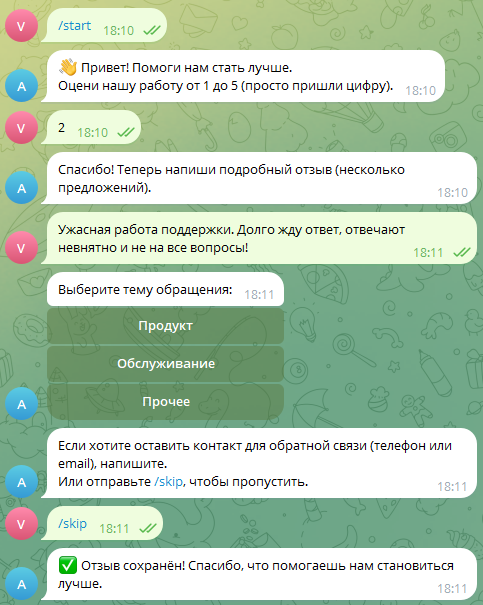 V
/start 18:10
A
👋 Привет! Помоги нам стать лучше.
Оцени нашу работу от 1 до 5 (просто пришли цифру). 18:10
V
2 18:10
A
Спасибо! Теперь напиши подробный отзыв (несколько
предложений). 18:10
V
Ужасная работа поддержки. Долго жду ответ, отвечают
невнятно и не на все вопросы! 18:11
Выберите тему обращения: 18:11
Продукт
Обслуживание
A
Прочее
Если хотите оставить контакт для обратной связи (телефон или
email), напишите.
A
Или отправьте /skip, чтобы пропустить. 18:11
V
/skip 18:11
A
✅ Отзыв сохранён! Спасибо, что помогаешь нам становиться
лучше. 18:11